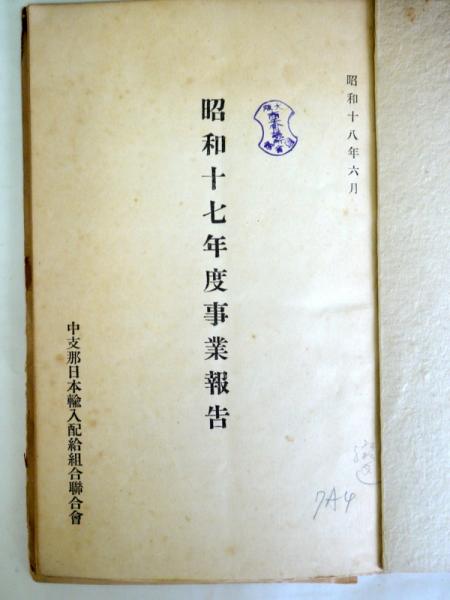 昭和十八年六月
昭和十七年度事業報告
中支那日本輸入配給組合聯合會
7A4